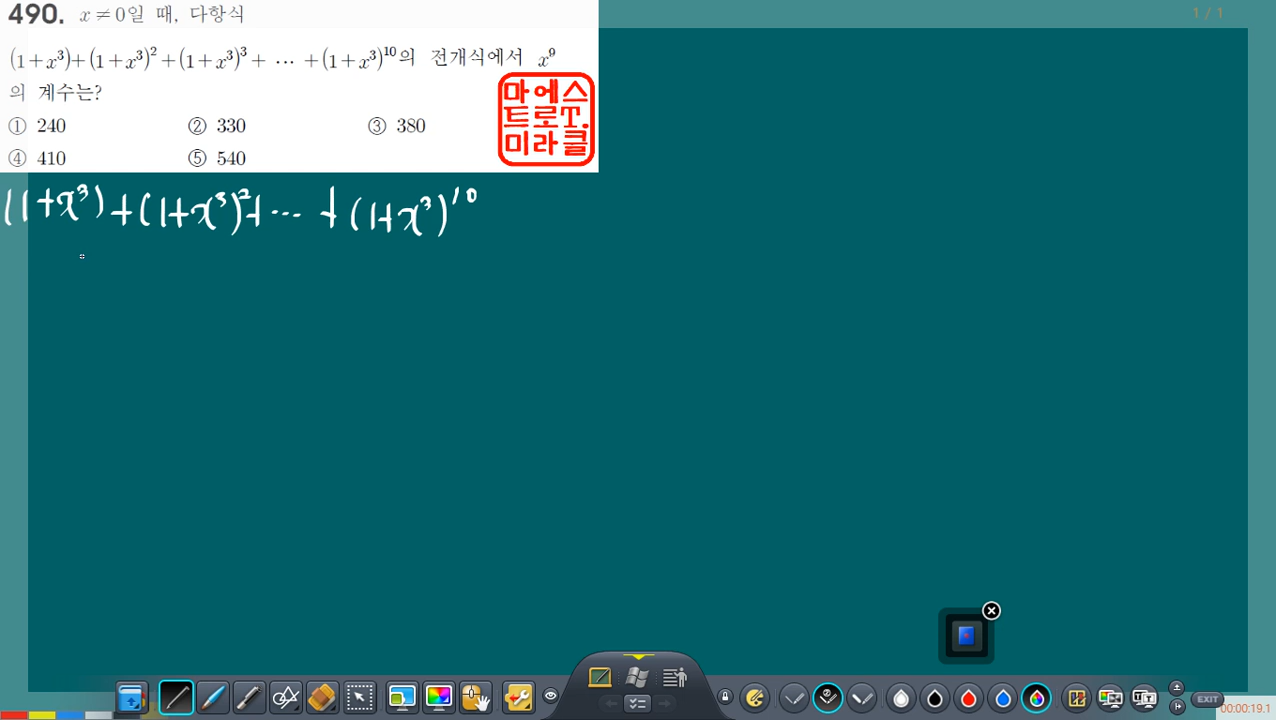 490. x≠0일 때, 다항식
(1+x³)+(1+x³)²+(1+x³)³+ ⋯ +(1+x³)¹⁰의 전개식에서 x⁹
의 계수는?
① 240 ② 330 ③ 380
④ 410 ⑤ 540
마에스
트로T.
미라클
(1+x³)+(1+x³)²+⋯+(1+x³)¹⁰
1 / 1
EXIT
00:00:19.1